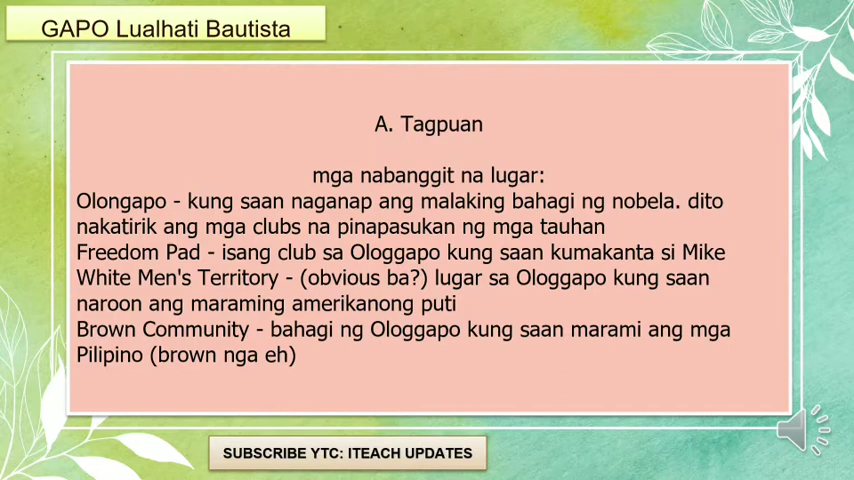 GAPO Lualhati Bautista
A. Tagpuan
mga nabanggit na lugar:
Olongapo - kung saan naganap ang malaking bahagi ng nobela. dito
nakatirik ang mga clubs na pinapasukan ng mga tauhan
Freedom Pad - isang club sa Ologgapo kung saan kumakanta si Mike
White Men's Territory - (obvious ba?) lugar sa Ologgapo kung saan
naroon ang maraming amerikanong puti
Brown Community - bahagi ng Ologgapo kung saan marami ang mga
Pilipino (brown nga eh)
SUBSCRIBE YTC: ITEACH UPDATES